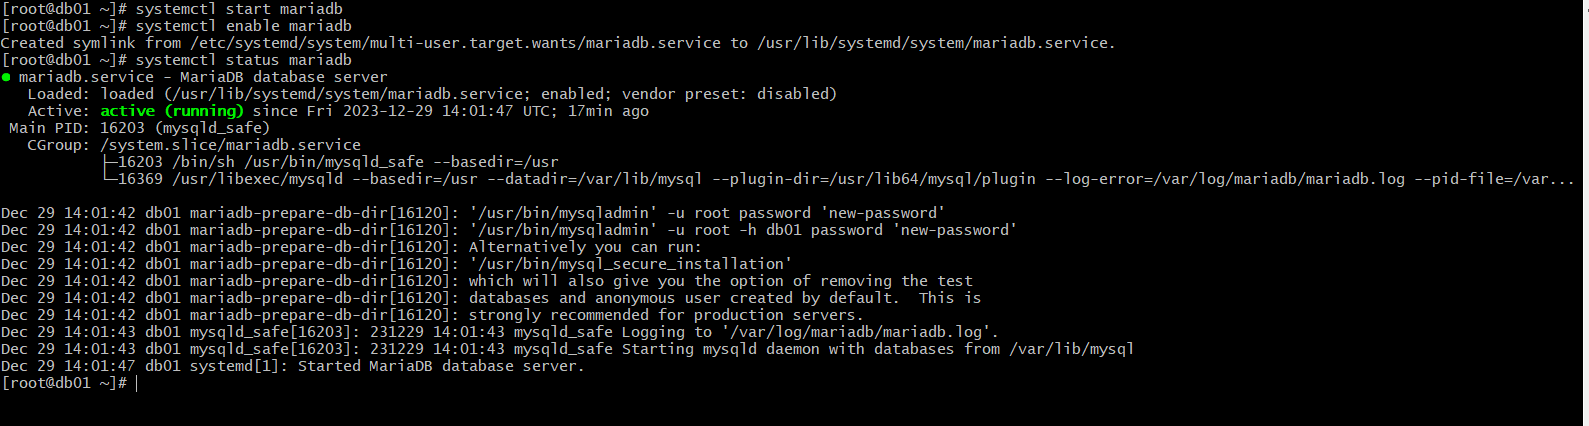 [root@db01 ~]# systemctl start mariadb
[root@db01 ~]# systemctl enable mariadb
Created symlink from /etc/systemd/system/multi-user.target.wants/mariadb.service to /usr/lib/systemd/system/mariadb.service.
[root@db01 ~]# systemctl status mariadb
● mariadb.service - MariaDB database server
   Loaded: loaded (/usr/lib/systemd/system/mariadb.service; enabled; vendor preset: disabled)
   Active: active (running) since Fri 2023-12-29 14:01:47 UTC; 17min ago
 Main PID: 16203 (mysqld_safe)
   CGroup: /system.slice/mariadb.service
           ├─16203 /bin/sh /usr/bin/mysqld_safe --basedir=/usr
           └─16369 /usr/libexec/mysqld --basedir=/usr --datadir=/var/lib/mysql --plugin-dir=/usr/lib64/mysql/plugin --log-error=/var/log/mariadb/mariadb.log --pid-file=/var...
Dec 29 14:01:42 db01 mariadb-prepare-db-dir[16120]: '/usr/bin/mysqladmin' -u root password 'new-password'
Dec 29 14:01:42 db01 mariadb-prepare-db-dir[16120]: '/usr/bin/mysqladmin' -u root -h db01 password 'new-password'
Dec 29 14:01:42 db01 mariadb-prepare-db-dir[16120]: Alternatively you can run:
Dec 29 14:01:42 db01 mariadb-prepare-db-dir[16120]: '/usr/bin/mysql_secure_installation'
Dec 29 14:01:42 db01 mariadb-prepare-db-dir[16120]: which will also give you the option of removing the test
Dec 29 14:01:42 db01 mariadb-prepare-db-dir[16120]: databases and anonymous user created by default.  This is
Dec 29 14:01:42 db01 mariadb-prepare-db-dir[16120]: strongly recommended for production servers.
Dec 29 14:01:43 db01 mysqld_safe[16203]: 231229 14:01:43 mysqld_safe Logging to '/var/log/mariadb/mariadb.log'.
Dec 29 14:01:43 db01 mysqld_safe[16203]: 231229 14:01:43 mysqld_safe Starting mysqld daemon with databases from /var/lib/mysql
Dec 29 14:01:47 db01 systemd[1]: Started MariaDB database server.
[root@db01 ~]#